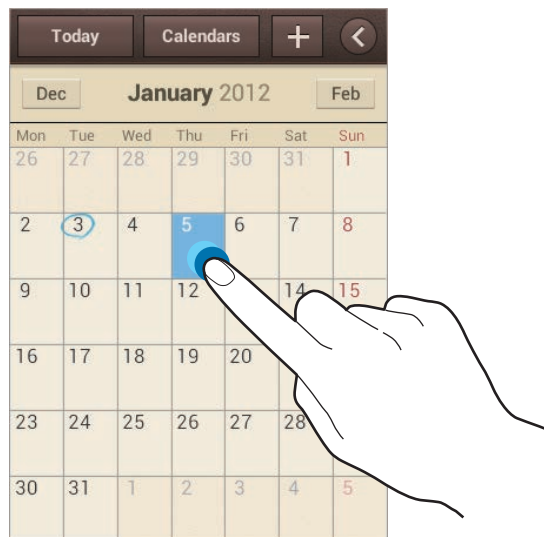 Today Calendars +
Dec January 2012 Feb
Mon Tue Wed Thu Fri Sat Sun
26 27 28 29 30 31 1
2 3 4 5 6 7 8
9 10 11 12 14 15
16 17 18 19 20
23 24 25 26 27 28
30 31 1 2 3 4 5